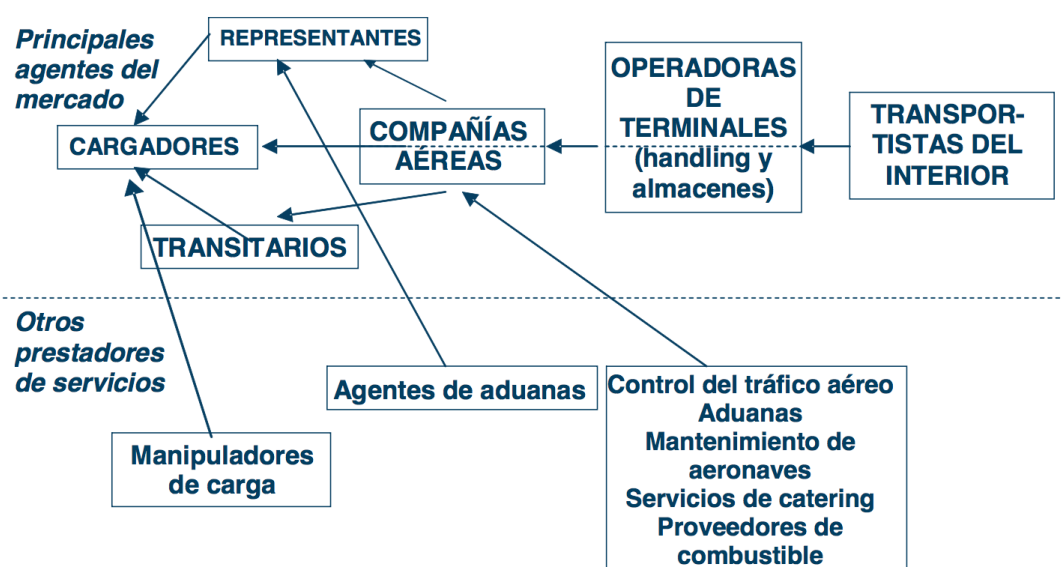 Principales
agentes del
mercado
REPRESENTANTES
CARGADORES
COMPAÑÍAS
AÉREAS
OPERADORAS
DE
TERMINALES
(handling y
almacenes)
TRANSPOR-
TISTAS DEL
INTERIOR
TRANSITARIOS
Otros
prestadores
de servicios
Manipuladores
de carga
Agentes de aduanas
Control del tráfico aéreo
Aduanas
Mantenimiento de
aeronaves
Servicios de catering
Proveedores de
combustible